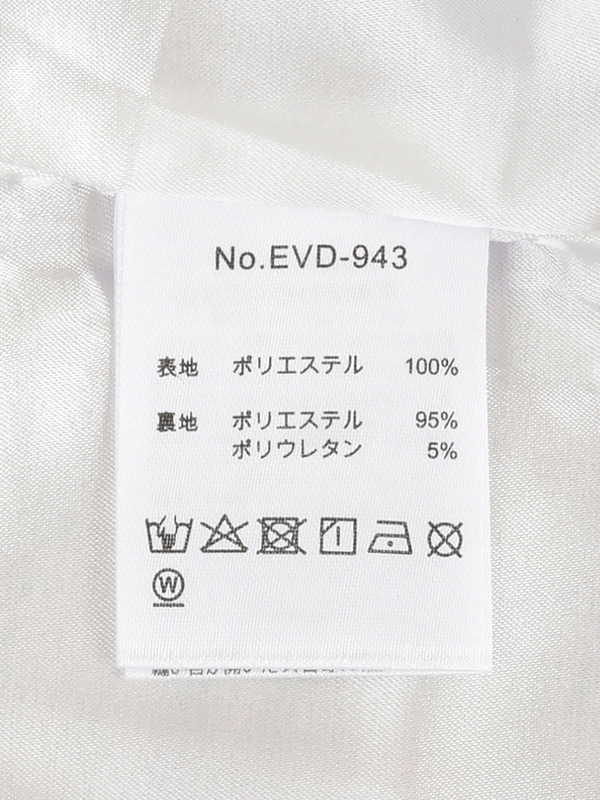 No.EVD-943
表地 ポリエステル 100%
裏地 ポリエステル 95%
ポリウレタン 5%
W